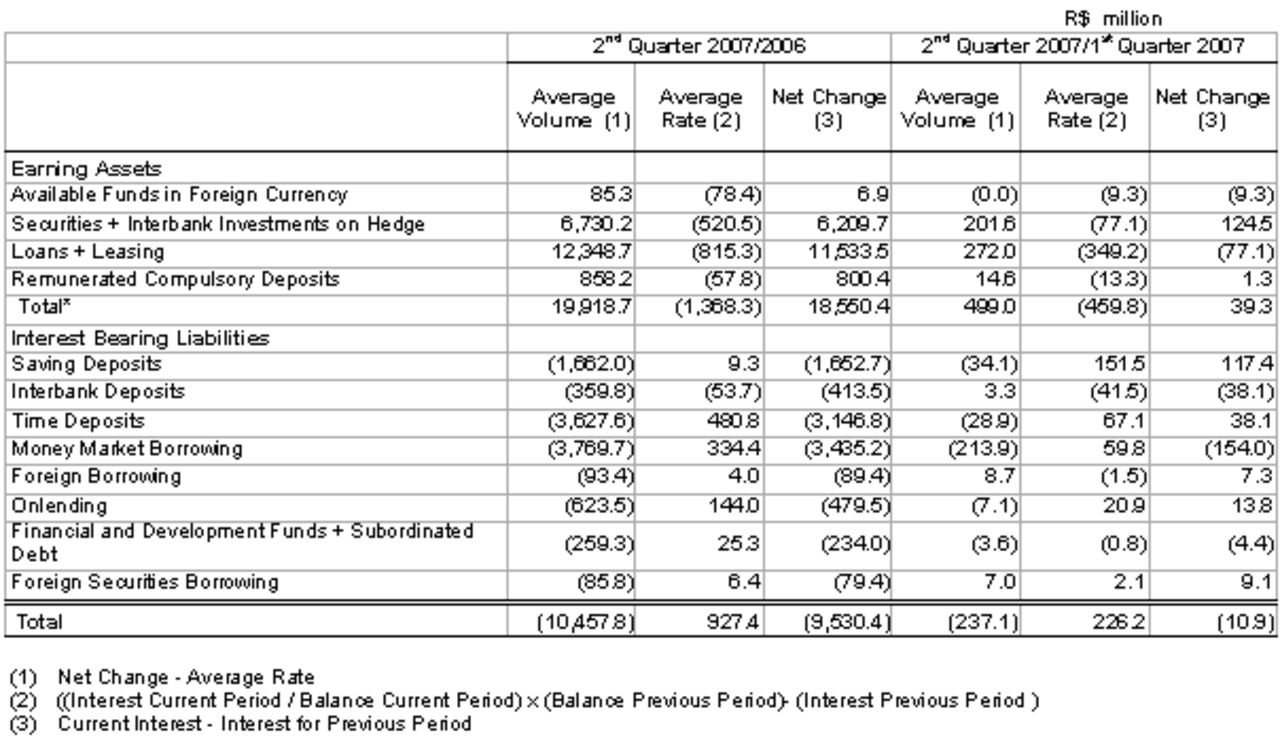 R$ million
2nd Quarter 2007/2006 2nd Quarter 2007/1st Quarter 2007
Average Volume (1) Average Rate (2) Net Change (3) Average Volume (1) Average Rate (2) Net Change (3)
Earning Assets
Available Funds in Foreign Currency 85.3 (78.4) 6.9 (0.0) (9.3) (9.3)
Securities + Interbank Investments on Hedge 6,730.2 (520.5) 6,209.7 201.6 (77.1) 124.5
Loans + Leasing 12,348.7 (815.3) 11,533.5 272.0 (349.2) (77.1)
Remunerated Compulsory Deposits 858.2 (57.8) 800.4 14.6 (13.3) 1.3
Total* 19,918.7 (1,368.3) 18,550.4 499.0 (459.8) 39.3
Interest Bearing Liabilities
Saving Deposits (1,662.0) 9.3 (1,652.7) (34.1) 151.5 117.4
Interbank Deposits (359.8) (53.7) (413.5) 3.3 (41.5) (38.1)
Time Deposits (3,627.6) 480.8 (3,146.8) (28.9) 67.1 38.1
Money Market Borrowing (3,769.7) 334.4 (3,435.2) (213.9) 59.8 (154.0)
Foreign Borrowing (93.4) 4.0 (89.4) 8.7 (1.5) 7.3
Onlending (623.5) 144.0 (479.5) (7.1) 20.9 13.8
Financial and Development Funds + Subordinated
Debt (259.3) 25.3 (234.0) (3.6) (0.8) (4.4)
Foreign Securities Borrowing (85.8) 6.4 (79.4) 7.0 2.1 9.1
Total (10,457.8) 927.4 (9,530.4) (237.1) 226.2 (10.9)
(1) Net Change - Average Rate
(2) ((Interest Current Period / Balance Current Period) x (Balance Previous Period)- (Interest Previous Period )
(3) Current Interest - Interest for Previous Period